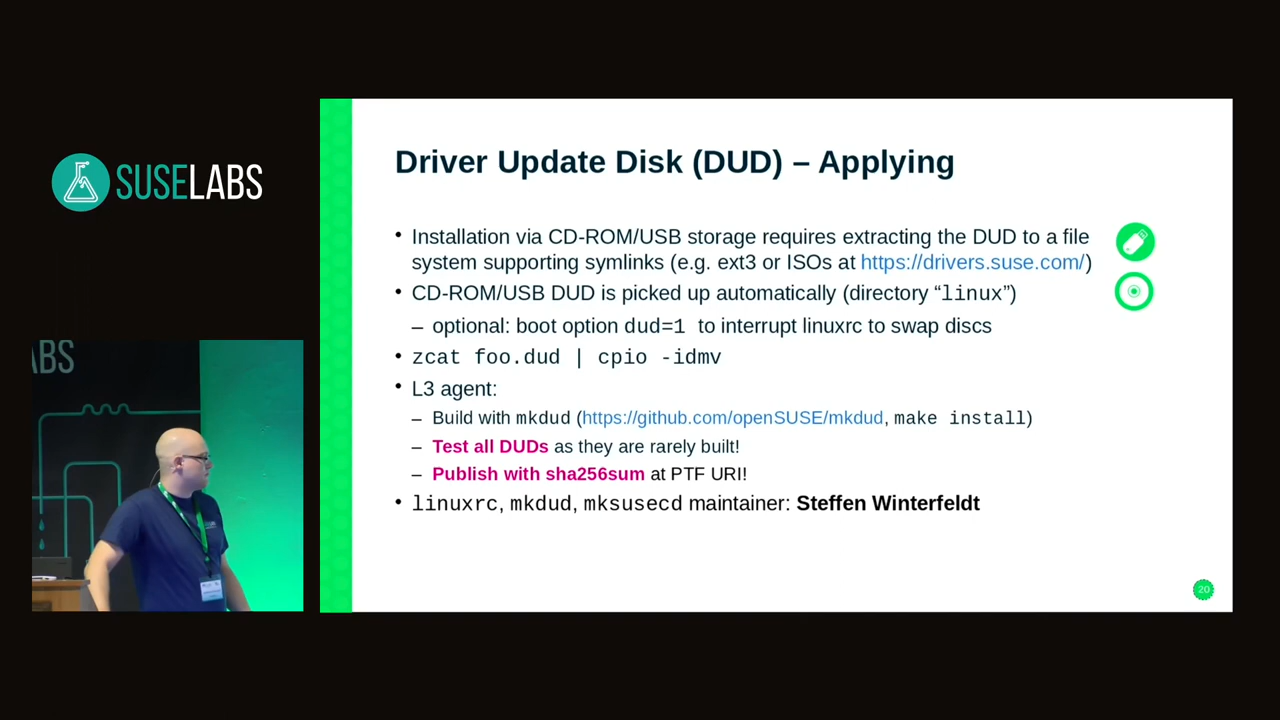 SUSELABS
Driver Update Disk (DUD) – Applying
• Installation via CD-ROM/USB storage requires extracting the DUD to a file
system supporting symlinks (e.g. ext3 or ISOs at https://drivers.suse.com/)
• CD-ROM/USB DUD is picked up automatically (directory “linux”)
– optional: boot option dud=1 to interrupt linuxrc to swap discs
• zcat foo.dud | cpio -idmv
• L3 agent:
– Build with mkdud (https://github.com/openSUSE/mkdud, make install)
– Test all DUDs as they are rarely built!
– Publish with sha256sum at PTF URI!
• linuxrc, mkdud, mksusecd maintainer: Steffen Winterfeldt
20
ABS